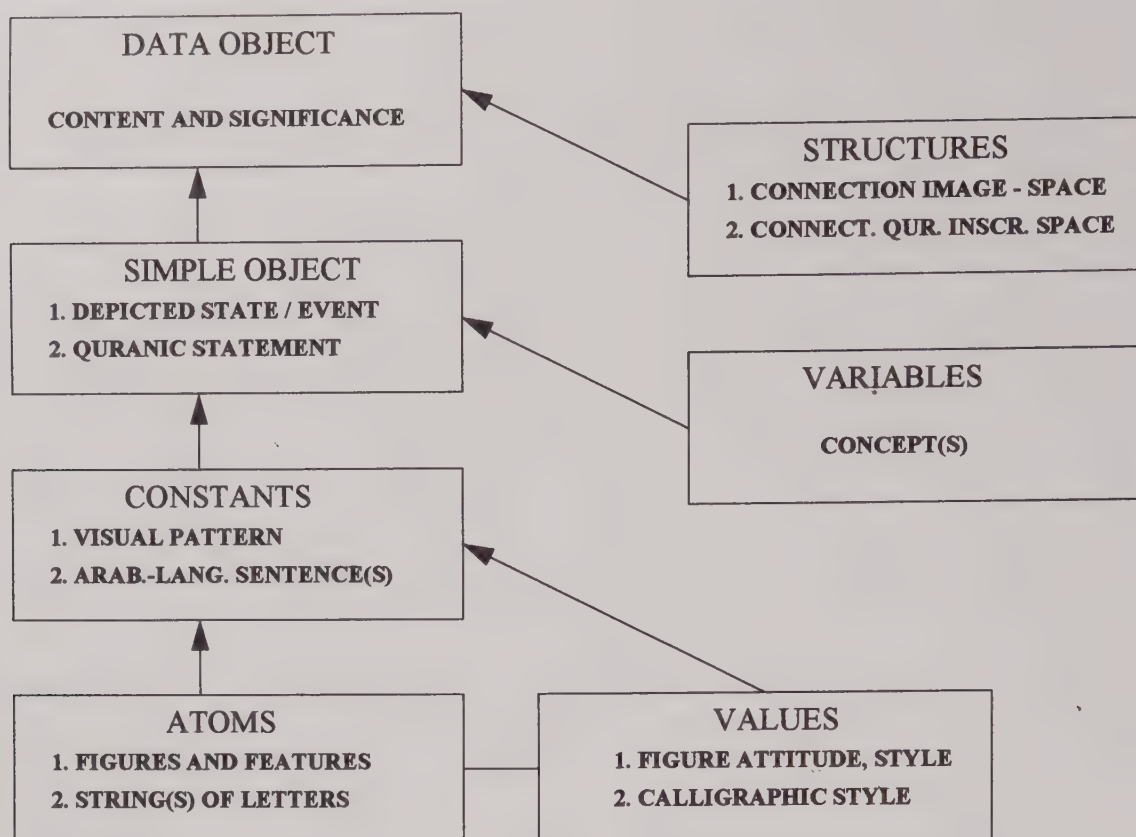 DATA OBJECT
CONTENT AND SIGNIFICANCE
STRUCTURES
1. CONNECTION IMAGE - SPACE
2. CONNECT. QUR. INSCR. SPACE
SIMPLE OBJECT
1. DEPICTED STATE / EVENT
2. QURANIC STATEMENT
VARIABLES
CONCEPT(S)
CONSTANTS
1. VISUAL PATTERN
2. ARAB.-LANG. SENTENCE(S)
ATOMS
1. FIGURES AND FEATURES
2. STRING(S) OF LETTERS
VALUES
1. FIGURE ATTITUDE, STYLE
2. CALLIGRAPHIC STYLE